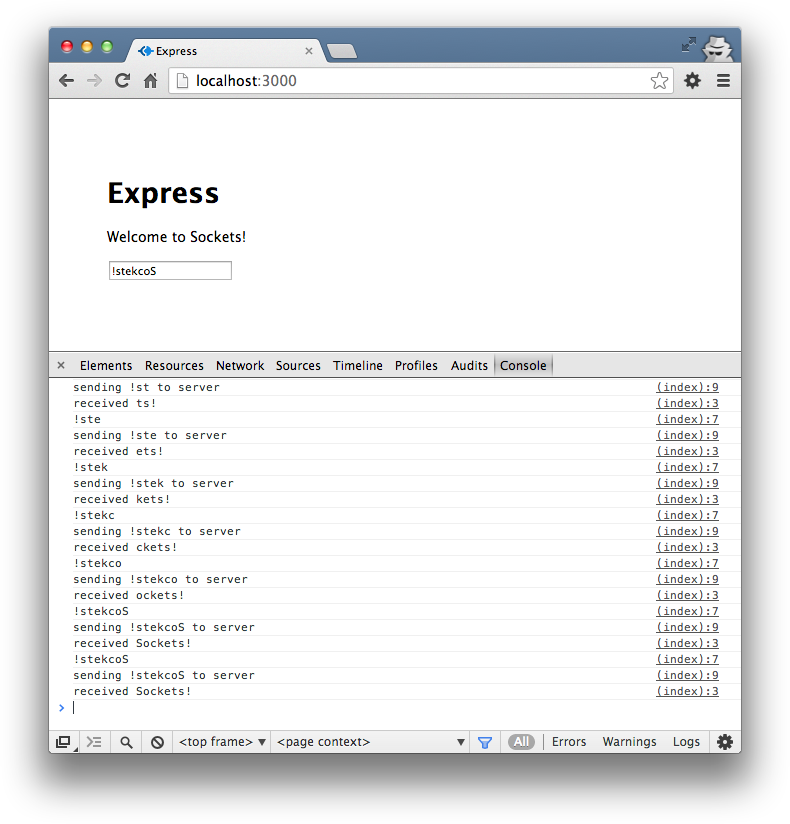 Express
localhost:3000
Express
Welcome to Sockets!
!stekcoS
Elements Resources Network Sources Timeline Profiles Audits Console
sending !st to server (index):9
received ts! (index):3
!ste (index):7
sending !ste to server (index):9
received ets! (index):3
!stek (index):7
sending !stek to server (index):9
received kets! (index):3
!stekc (index):7
sending !stekc to server (index):9
received ckets! (index):3
!stekco (index):7
sending !stekco to server (index):9
received ockets! (index):3
!stekcoS (index):7
sending !stekcoS to server (index):9
received Sockets! (index):3
!stekcoS (index):7
sending !stekcoS to server (index):9
received Sockets! (index):3
<top frame> <page context> All Errors Warnings Logs